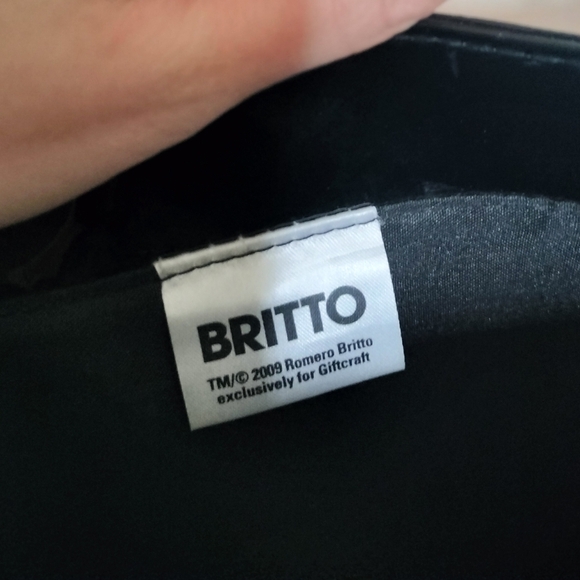 BRITTO
TM/© 2009 Romero Britto
exclusively for Giftcraft